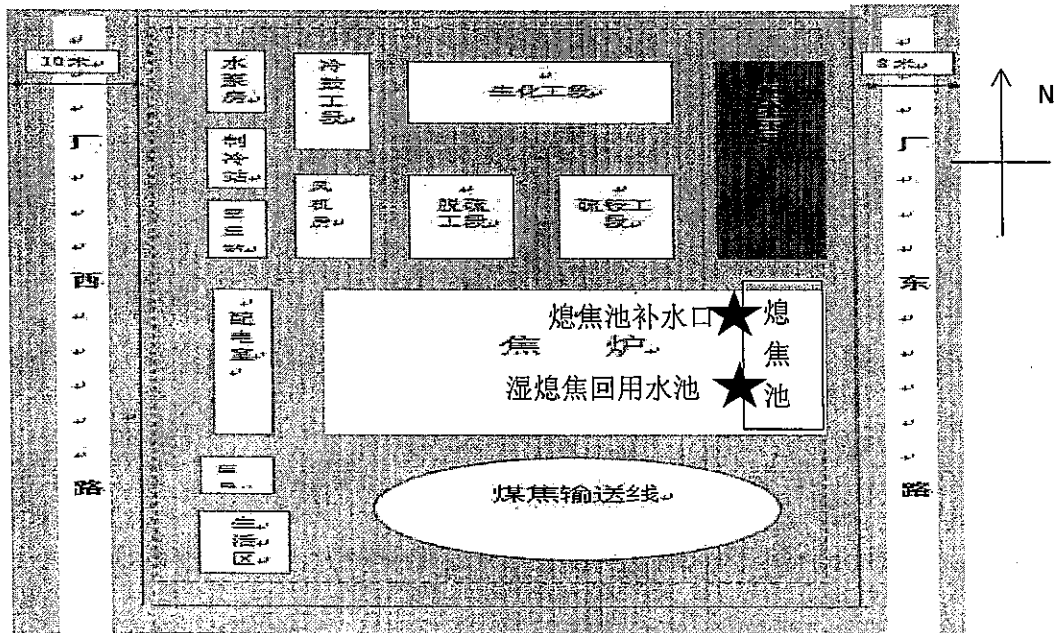 10米
8米
N
水泵房
冷鼓工段
生化工段
制冷站
风机房
脱硫工段
硫铵工段
厂西路
厂东路
配电室
熄焦池补水口
焦炉
湿熄焦回用水池
熄焦池
煤焦输送线
生活区